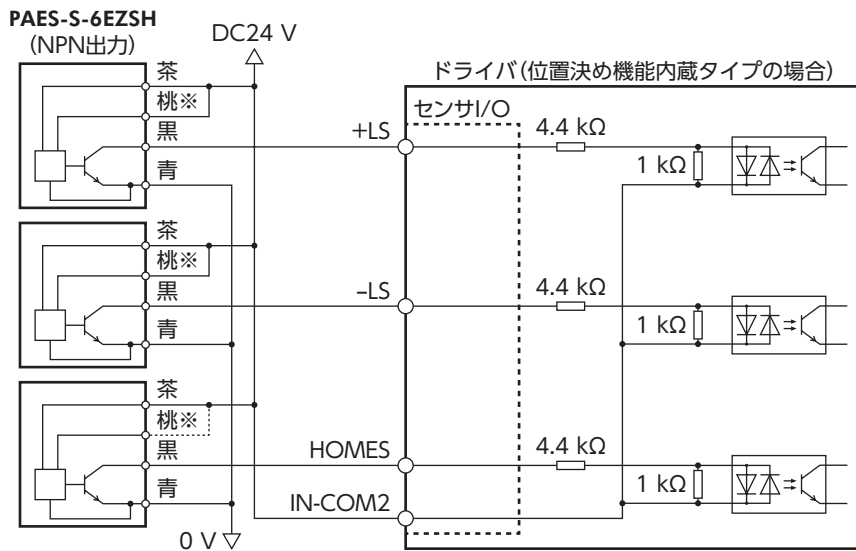 PAES-S-6EZSH
(NPN出力)
DC24 V
ドライバ(位置決め機能内蔵タイプの場合)
センサI/O
茶
桃※
黒
青
+LS
4.4 kΩ
1 kΩ
茶
桃※
黒
青
–LS
4.4 kΩ
1 kΩ
茶
桃※
黒
青
HOMES
4.4 kΩ
1 kΩ
IN-COM2
0 V